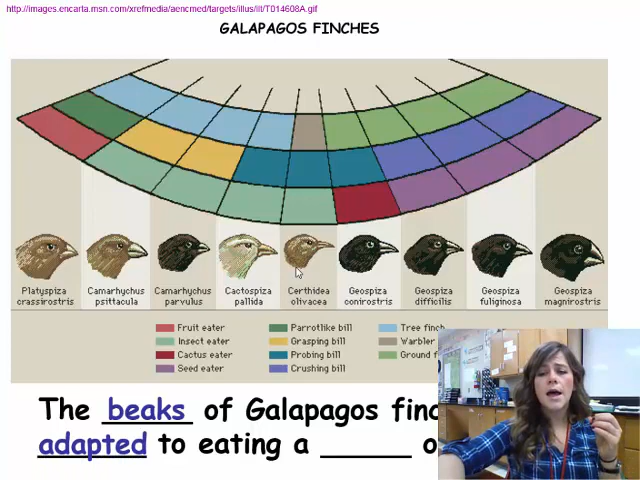 http://images.encarta.msn.com/xrefmedia/aencmed/targets/illus/ilt/T014608A.gif
GALAPAGOS FINCHES
Platyspiza crassirostris
Camarhychus psittacula
Camarhychus parvulus
Cactospiza pallida
Certhidea olivacea
Geospiza conirostris
Geospiza difficilis
Geospiza fuliginosa
Geospiza magnirostris
Fruit eater
Insect eater
Cactus eater
Seed eater
Parrotlike bill
Grasping bill
Probing bill
Crushing bill
Tree finch
Warbler
Ground
The beaks of Galapagos
adapted to eating a